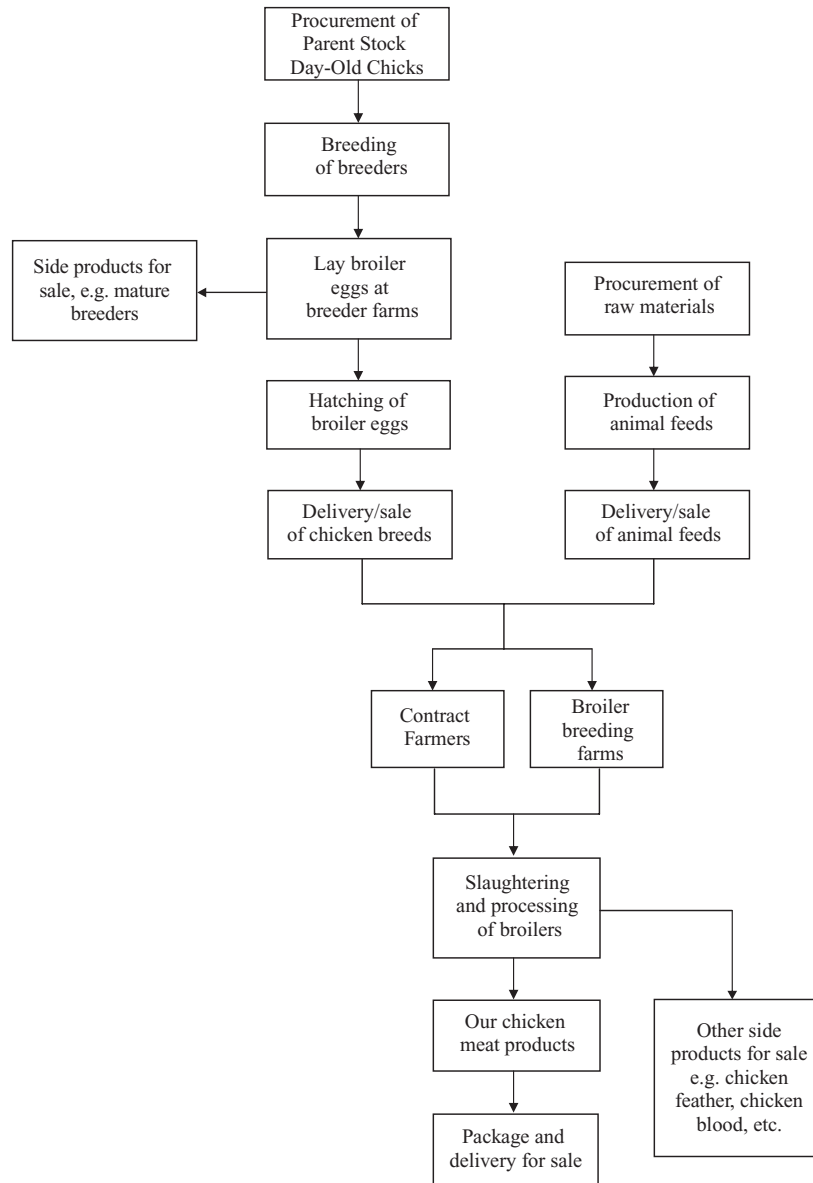 Procurement of
Parent Stock
Day-Old Chicks
Breeding
of breeders
Side products for
sale, e.g. mature
breeders
Lay broiler
eggs at
breeder farms
Procurement of
raw materials
Hatching of
broiler eggs
Production of
animal feeds
Delivery/sale
of chicken breeds
Delivery/sale
of animal feeds
Contract
Farmers
Broiler
breeding
farms
Slaughtering
and processing
of broilers
Our chicken
meat products
Other side
products for sale
e.g. chicken
feather, chicken
blood, etc.
Package and
delivery for sale